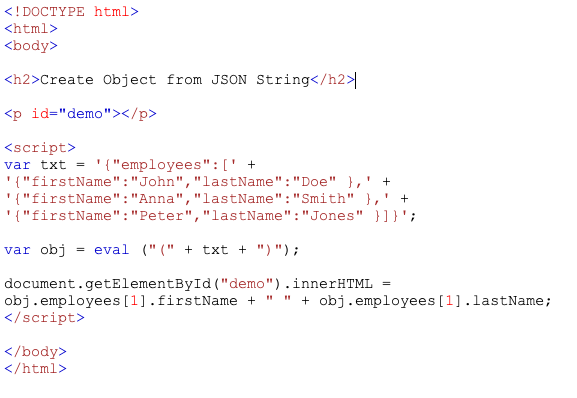 <!DOCTYPE html>
<html>
<body>
<h2>Create Object from JSON String</h2>
<p id="demo"></p>
<script>
var txt = '{"employees":[' +
'{"firstName":"John","lastName":"Doe" },' +
'{"firstName":"Anna","lastName":"Smith" },' +
'{"firstName":"Peter","lastName":"Jones" }]}';
var obj = eval ("(" + txt + ")");
document.getElementById("demo").innerHTML =
obj.employees[1].firstName + " " + obj.employees[1].lastName;
</script>
</body>
</html>